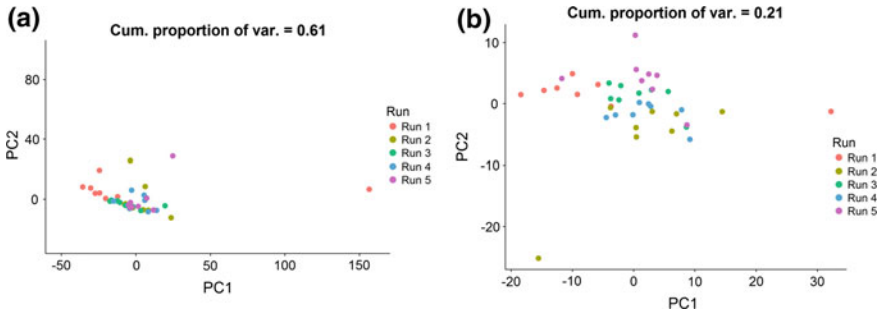 (a)
Cum. proportion of var. = 0.61
80
40
0
PC2
-50
0
50
100
150
PC1
Run
Run 1
Run 2
Run 3
Run 4
Run 5
(b)
Cum. proportion of var. = 0.21
10
0
-10
-20
PC2
-20
-10
0
10
20
30
PC1
Run
Run 1
Run 2
Run 3
Run 4
Run 5